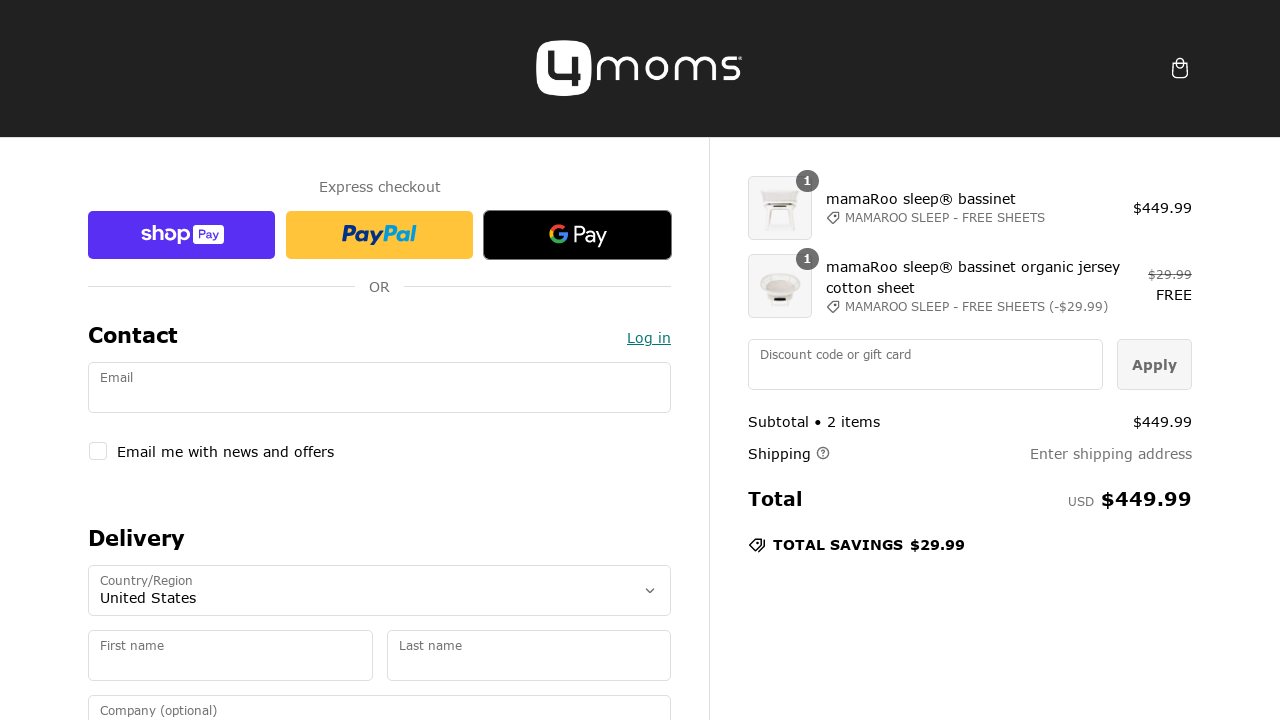 4moms
Express checkout
shop Pay
PayPal
G Pay
OR
Contact
Log in
Email
Email me with news and offers
Delivery
Country/Region
United States
First name
Last name
Company (optional)
1
mamaRoo sleep® bassinet
MAMAROO SLEEP - FREE SHEETS
$449.99
1
mamaRoo sleep® bassinet organic jersey
cotton sheet
MAMAROO SLEEP - FREE SHEETS (-$29.99)
$29.99
FREE
Discount code or gift card
Apply
Subtotal • 2 items
$449.99
Shipping
Enter shipping address
Total
USD $449.99
TOTAL SAVINGS $29.99